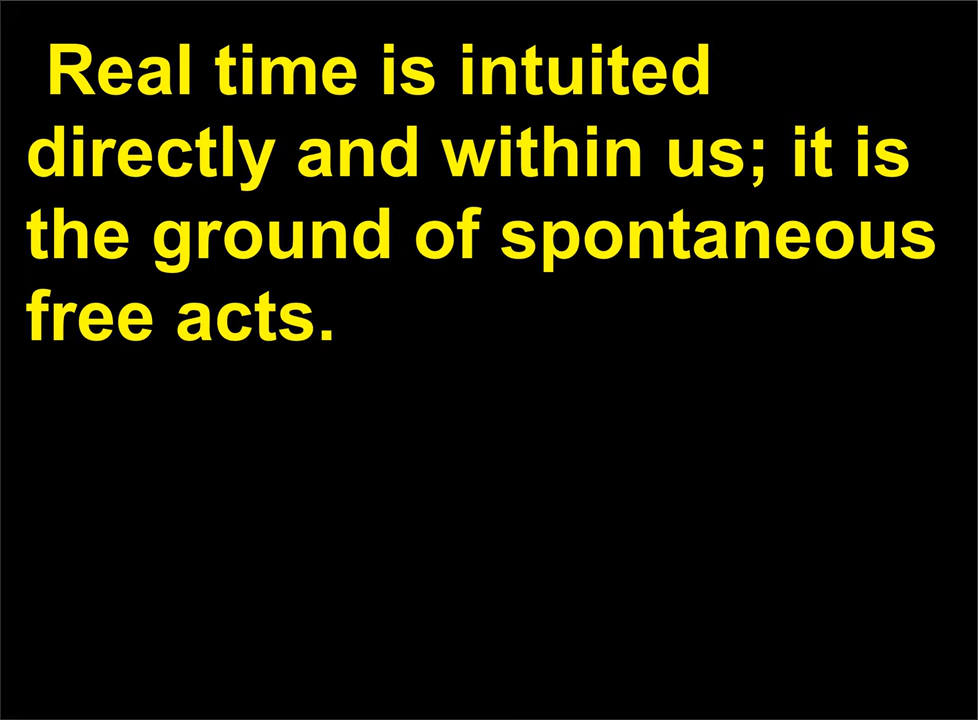 Real time is intuited
directly and within us; it is
the ground of spontaneous
free acts.